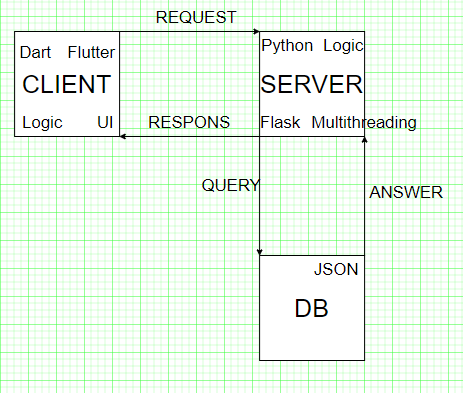 REQUEST
Dart Flutter
CLIENT
Logic UI
Python Logic
SERVER
Flask Multithreading
RESPONS
QUERY
ANSWER
JSON
DB